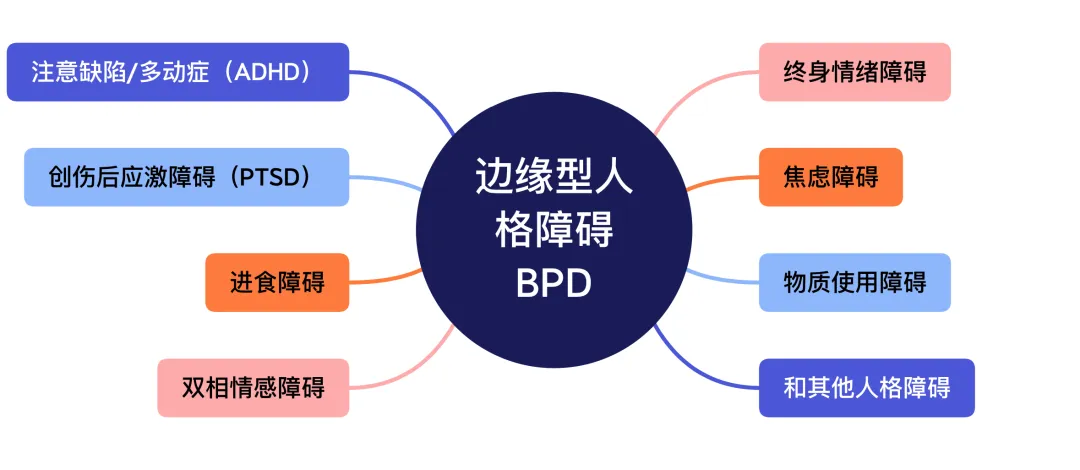 注意缺陷/多动症（ADHD）
创伤后应激障碍（PTSD）
进食障碍
双相情感障碍
边缘型人
格障碍
BPD
终身情绪障碍
焦虑障碍
物质使用障碍
和其他人格障碍